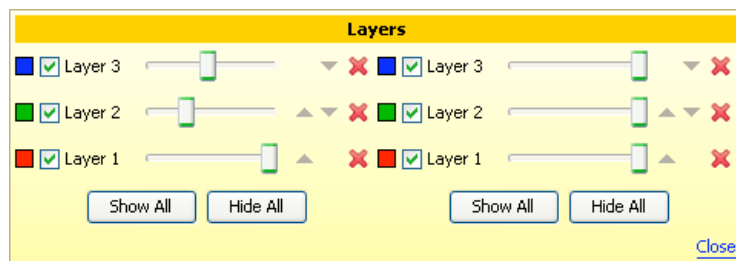 Layers
Layer 3 Layer 3
Layer 2 Layer 2
Layer 1 Layer 1
Show All Hide All Show All Hide All
Close